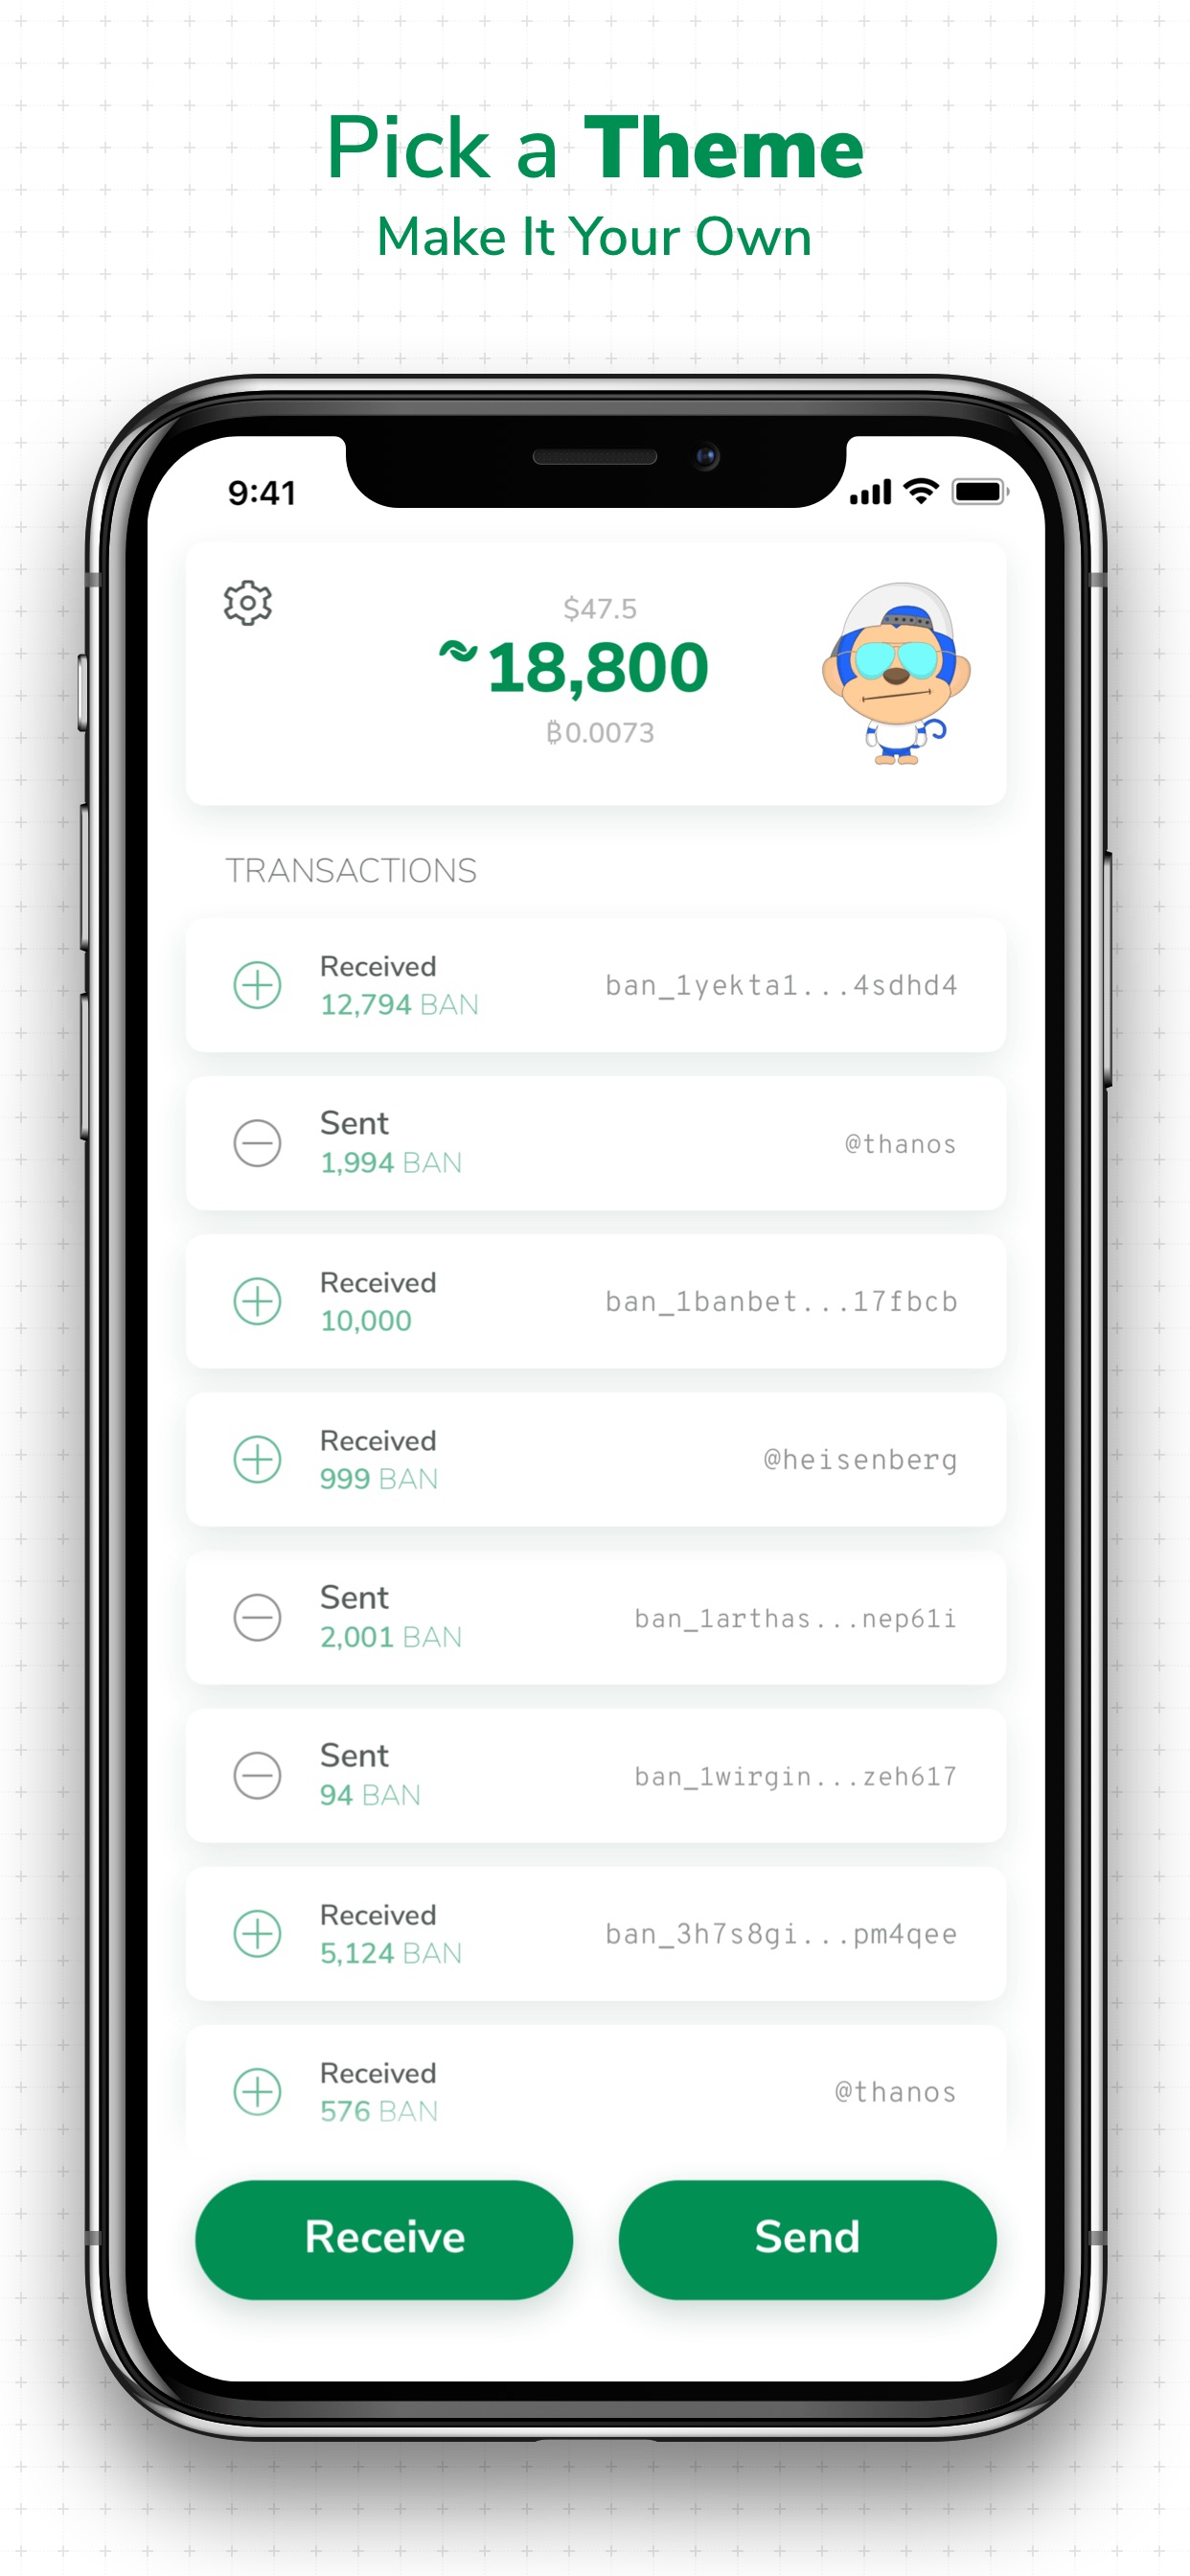 Pick a Theme
Make It Your Own
9:41
$47.5
18,800
₿0.0073
TRANSACTIONS
Received
12,794 BAN
ban_1yekta1...4sdhd4
Sent
1,994 BAN
@thanos
Received
10,000
ban_1banbet...17fbcb
Received
999 BAN
@heisenberg
Sent
2,001 BAN
ban_1arthas...nep61i
Sent
94 BAN
ban_1wirgin...zeh617
Received
5,124 BAN
ban_3h7s8gi...pm4qee
Received
576 BAN
@thanos
Receive
Send